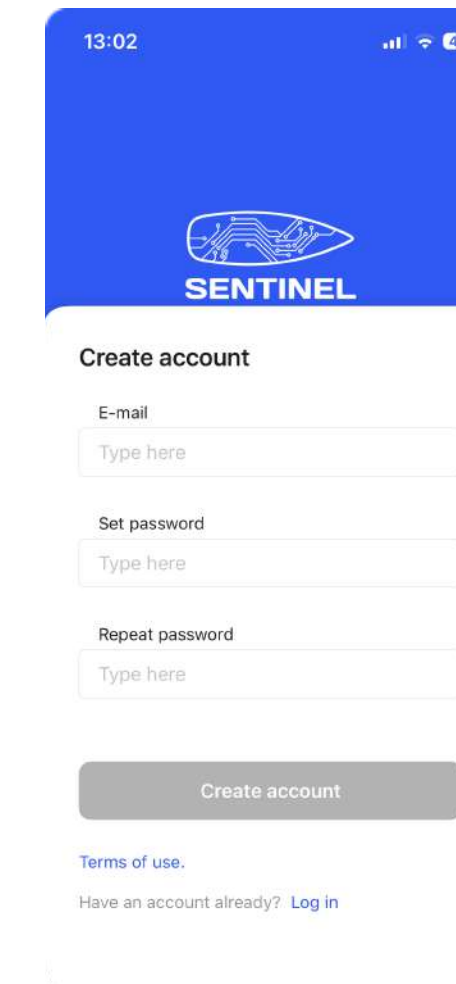 13:02
SENTINEL
Create account
E-mail
Type here
Set password
Type here
Repeat password
Type here
Create account
Terms of use.
Have an account already? Log in